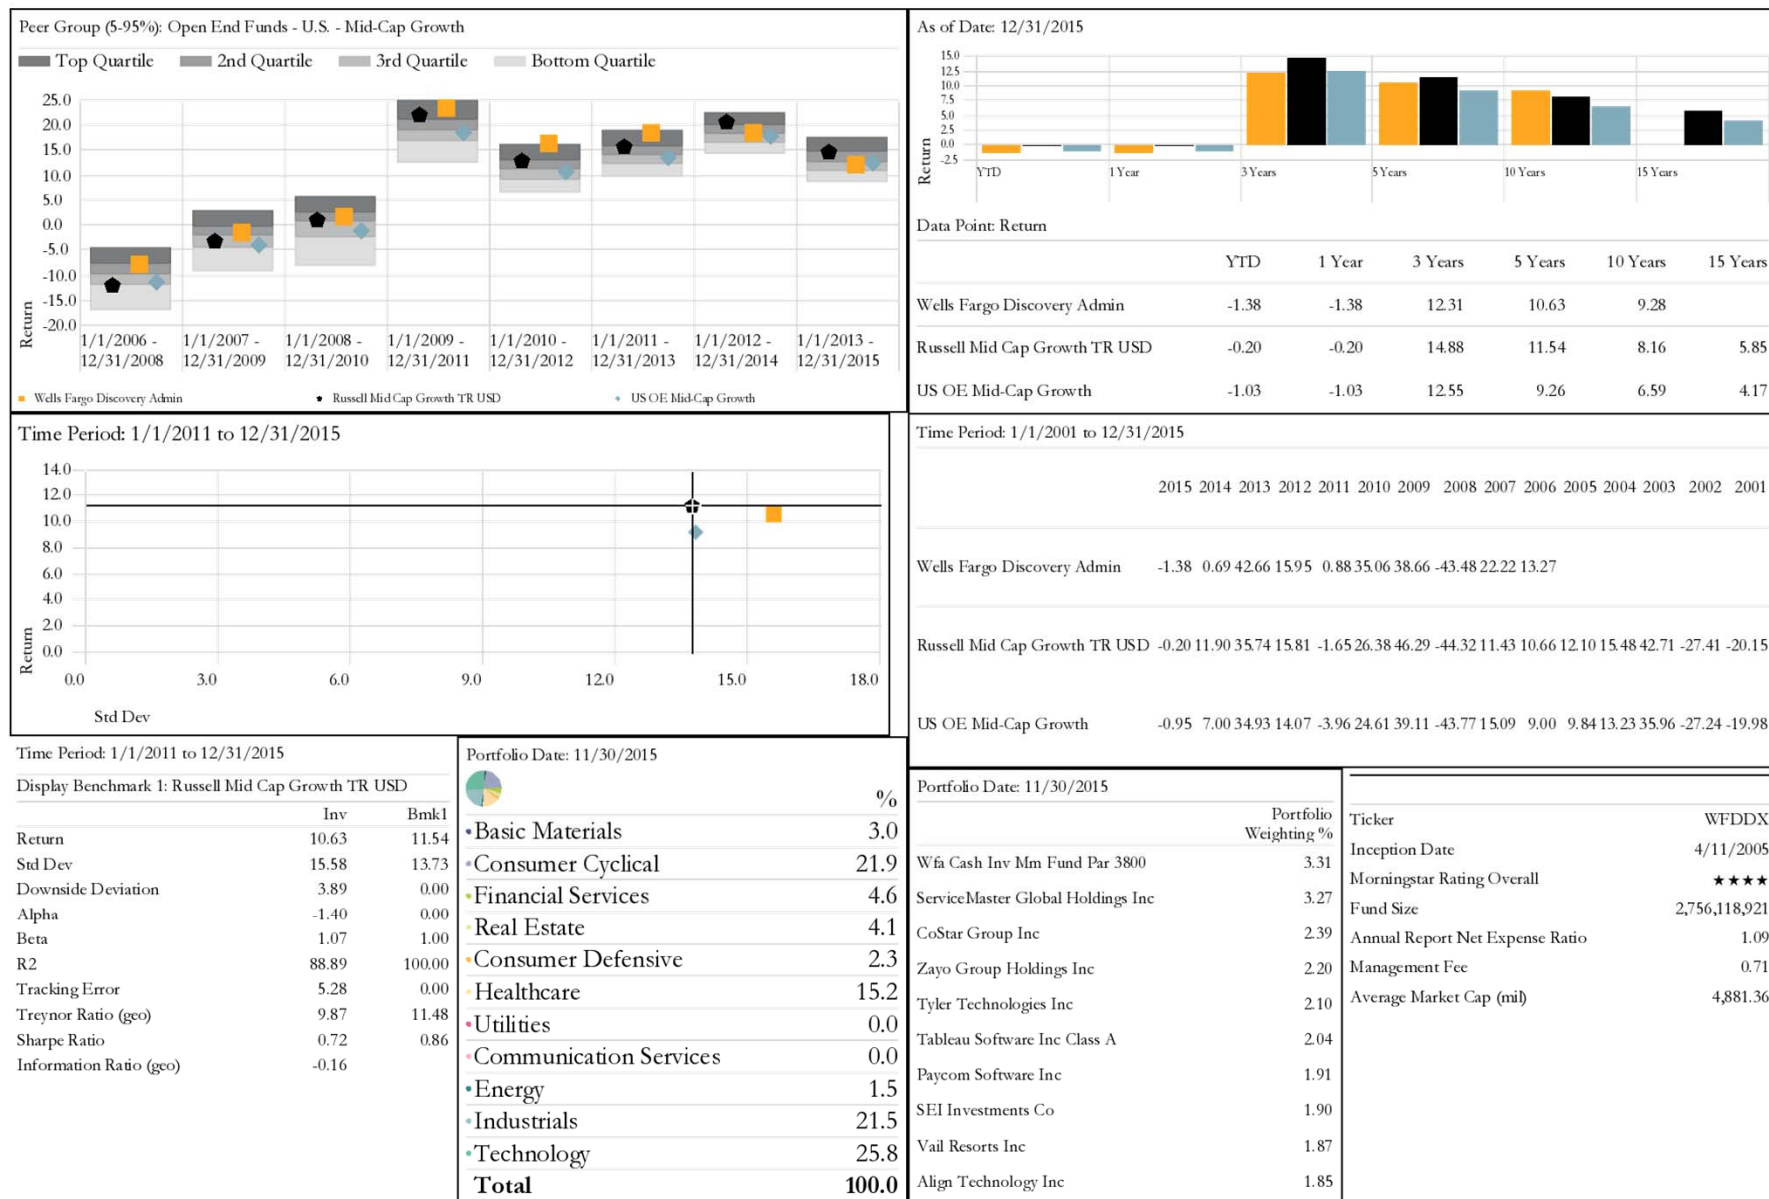 Peer Group (5-95%): Open End Funds - U.S. - Mid-Cap Growth
Top Quartile 2nd Quartile 3rd Quartile Bottom Quartile
25.0
20.0
15.0
10.0
5.0
0.0
-5.0
-10.0
-15.0
-20.0
Return
1/1/2006 - 1/1/2007 - 1/1/2008 - 1/1/2009 - 1/1/2010 - 1/1/2011 - 1/1/2012 - 1/1/2013 -
12/31/2008 12/31/2009 12/31/2010 12/31/2011 12/31/2012 12/31/2013 12/31/2014 12/31/2015
Wells Fargo Discovery Admin Russell Mid Cap Growth TR USD US OE Mid-Cap Growth
As of Date: 12/31/2015
15.0
12.5
10.0
7.5
5.0
2.5
0.0
-2.5
Return
YTD 1 Year 3 Years 5 Years 10 Years 15 Years
Data Point: Return
YTD 1 Year 3 Years 5 Years 10 Years 15 Years
Wells Fargo Discovery Admin -1.38 -1.38 12.31 10.63 9.28
Russell Mid Cap Growth TR USD -0.20 -0.20 14.88 11.54 8.16 5.85
US OE Mid-Cap Growth -1.03 -1.03 12.55 9.26 6.59 4.17
Time Period: 1/1/2011 to 12/31/2015
14.0
12.0
10.0
8.0
6.0
4.0
2.0
0.0
Return
0.0 3.0 6.0 9.0 12.0 15.0 18.0
Std Dev
Time Period: 1/1/2001 to 12/31/2015
2015 2014 2013 2012 2011 2010 2009 2008 2007 2006 2005 2004 2003 2002 2001
Wells Fargo Discovery Admin -1.38 0.69 42.66 15.95 0.88 35.06 38.66 -43.48 22.22 13.27
Russell Mid Cap Growth TR USD -0.20 11.90 35.74 15.81 -1.65 26.38 46.29 -44.32 11.43 10.66 12.10 15.48 42.71 -27.41 -20.15
US OE Mid-Cap Growth -0.95 7.00 34.93 14.07 -3.96 24.61 39.11 -43.77 15.09 9.00 9.84 13.23 35.96 -27.24 -19.98
Time Period: 1/1/2011 to 12/31/2015
Display Benchmark 1: Russell Mid Cap Growth TR USD
Inv Bmk1
Return 10.63 11.54
Std Dev 15.58 13.73
Downside Deviation 3.89 0.00
Alpha -1.40 0.00
Beta 1.07 1.00
R2 88.89 100.00
Tracking Error 5.28 0.00
Treynor Ratio (geo) 9.87 11.48
Sharpe Ratio 0.72 0.86
Information Ratio (geo) -0.16
Portfolio Date: 11/30/2015
%
Basic Materials 3.0
Consumer Cyclical 21.9
Financial Services 4.6
Real Estate 4.1
Consumer Defensive 2.3
Healthcare 15.2
Utilities 0.0
Communication Services 0.0
Energy 1.5
Industrials 21.5
Technology 25.8
Total 100.0
Portfolio Date: 11/30/2015
Portfolio
Weighting %
Wfa Cash Inv Mm Fund Par 3800 3.31
ServiceMaster Global Holdings Inc 3.27
CoStar Group Inc 2.39
Zayo Group Holdings Inc 2.20
Tyler Technologies Inc 2.10
Tableau Software Inc Class A 2.04
Paycom Software Inc 1.91
SEI Investments Co 1.90
Vail Resorts Inc 1.87
Align Technology Inc 1.85
Ticker WFDDX
Inception Date 4/11/2005
Morningstar Rating Overall ★★★★
Fund Size 2,756,118,921
Annual Report Net Expense Ratio 1.09
Management Fee 0.71
Average Market Cap (mil) 4,881.36